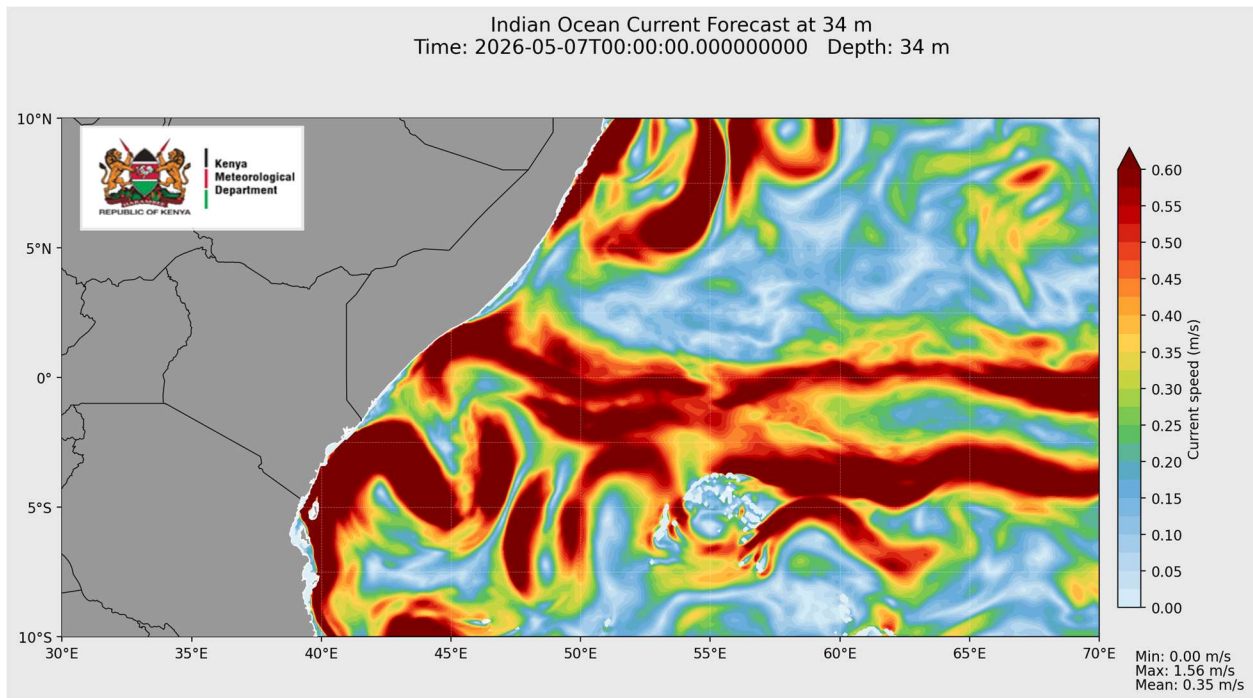 Indian Ocean Current Forecast at 34 m
Time: 2026-05-07T00:00:00.000000000   Depth: 34 m
10°N
5°N
0°
5°S
10°S
Kenya
Meteorological
Department
REPUBLIC OF KENYA
30°E
35°E
40°E
45°E
50°E
55°E
60°E
65°E
70°E
0.60
0.55
0.50
0.45
0.40
0.35
0.30
0.25
0.20
0.15
0.10
0.05
0.00
Current speed (m/s)
Min: 0.00 m/s
Max: 1.56 m/s
Mean: 0.35 m/s